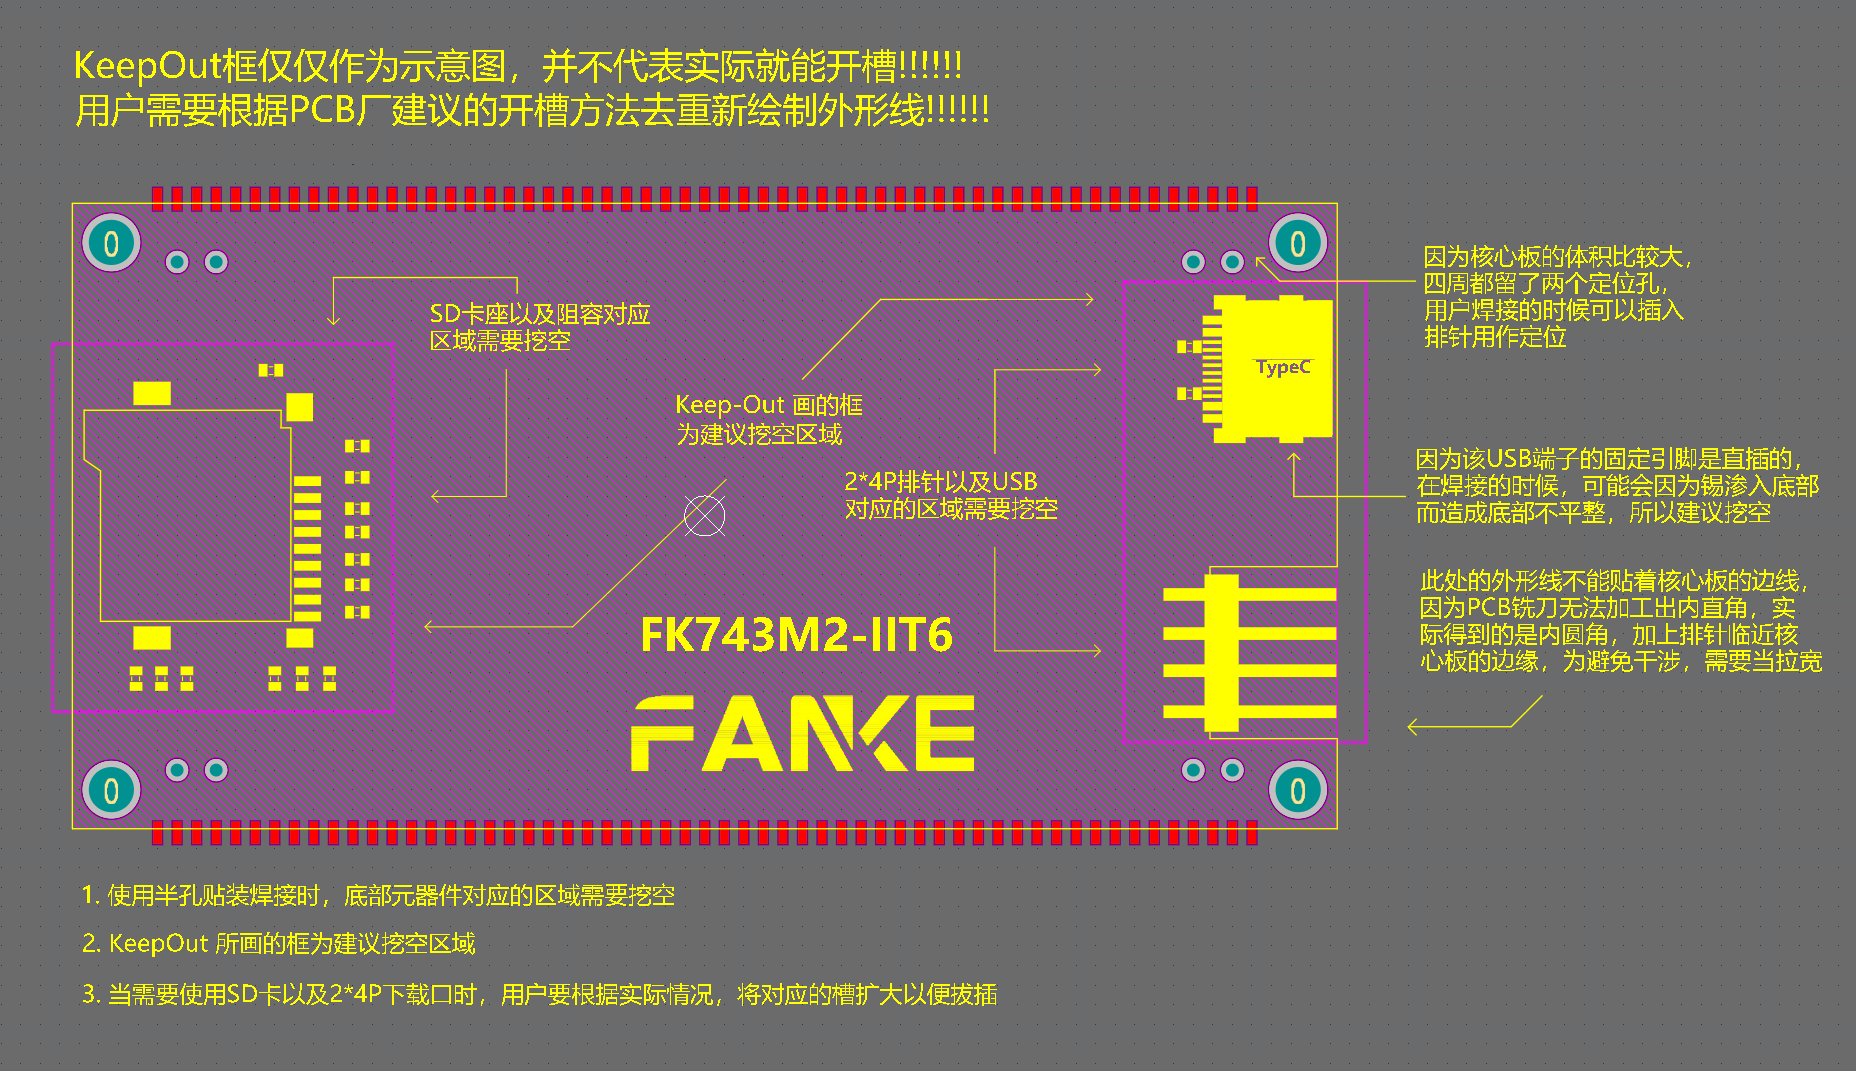 KeepOut框仅仅作为示意图，并不代表实际就能开槽!!!!!!
用户需要根据PCB厂建议的开槽方法去重新绘制外形线!!!!!!
0
0
因为核心板的体积比较大，
四周都留了两个定位孔，
用户焊接的时候可以插入
排针用作定位
SD卡座以及阻容对应
区域需要挖空
TypeC
Keep-Out 画的框
为建议挖空区域
2*4P排针以及USB
对应的区域需要挖空
因为该USB端子的固定引脚是直插的，
在焊接的时候，可能会因为锡渗入底部
而造成底部不平整，所以建议挖空
此处的外形线不能贴着核心板的边线，
因为PCB铣刀无法加工出内直角，实
际得到的是内圆角，加上排针临近核
心板的边缘，为避免干涉，需要当拉宽
FK743M2-IIT6
FANKE
0
0
1. 使用半孔贴装焊接时，底部元器件对应的区域需要挖空
2. KeepOut 所画的框为建议挖空区域
3. 当需要使用SD卡以及2*4P下载口时，用户要根据实际情况，将对应的槽扩大以便拔插